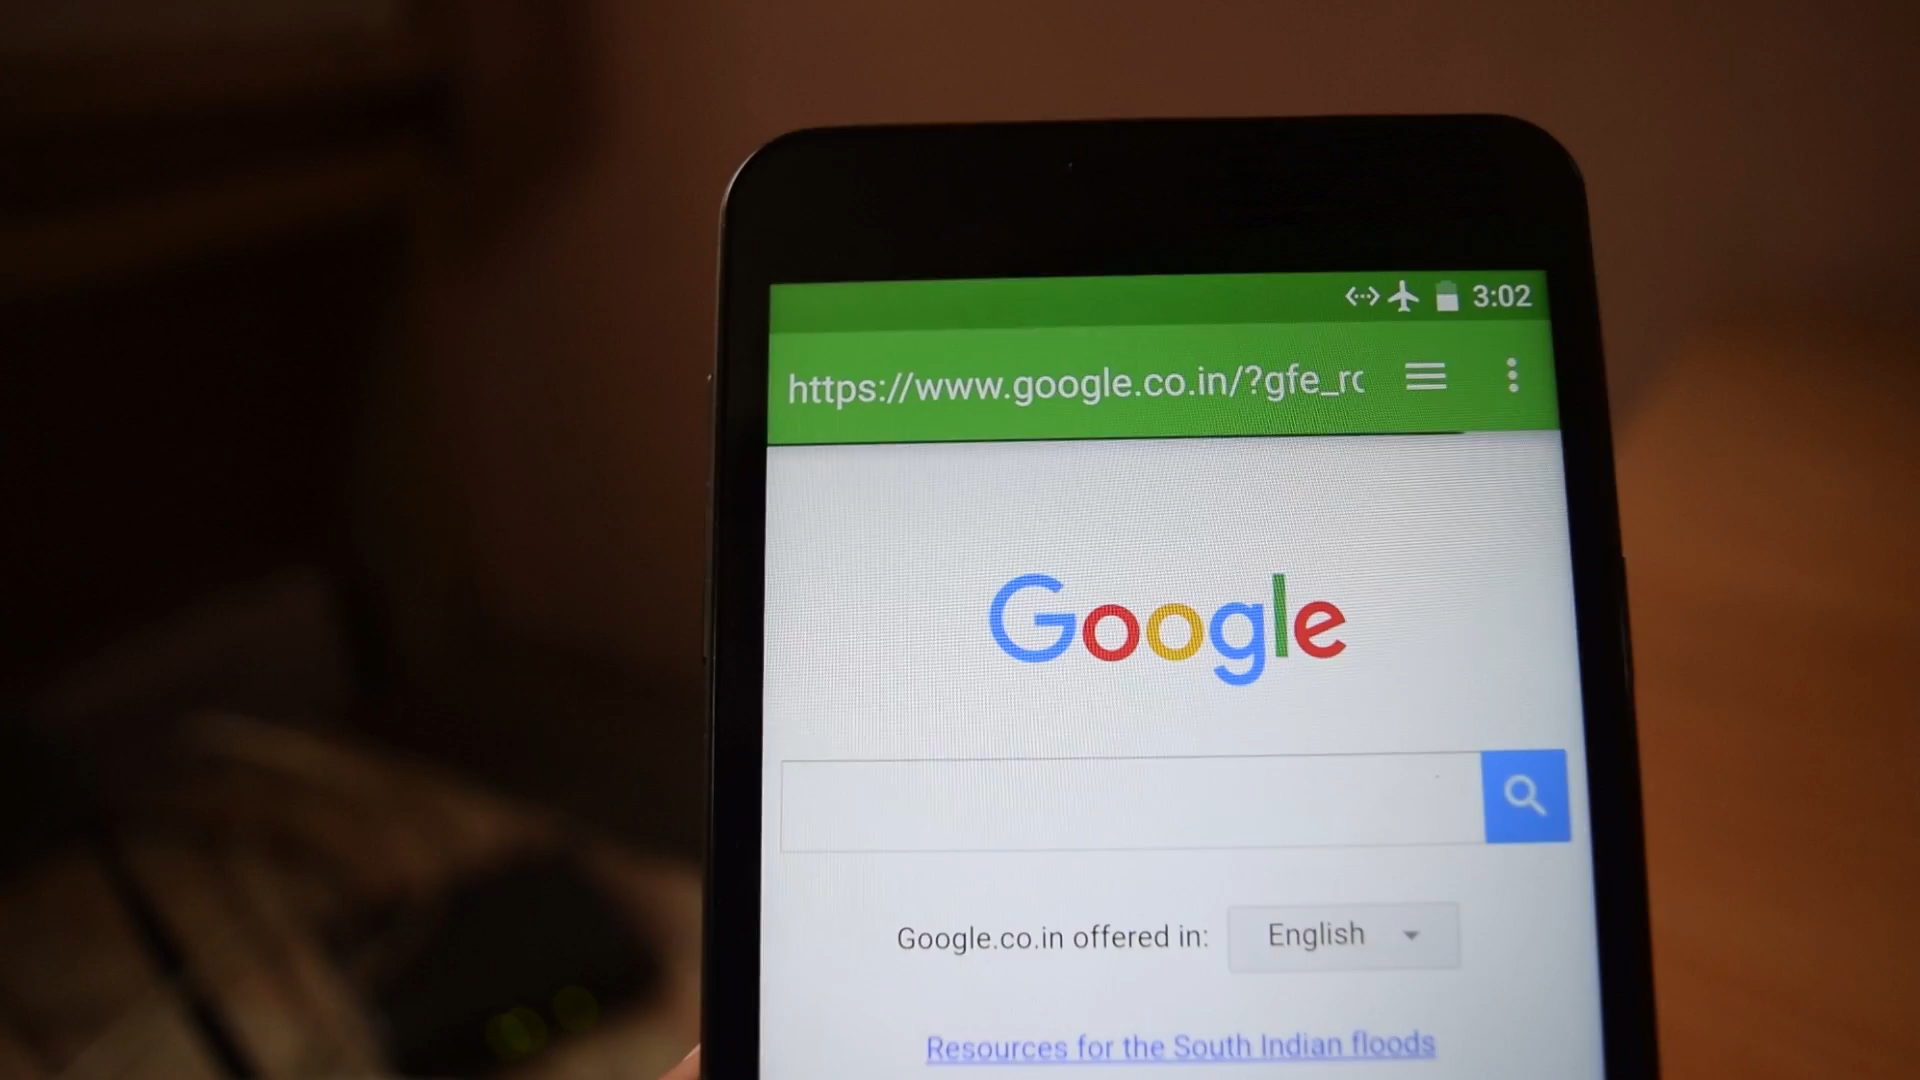 3:02
https://www.google.co.in/?gfe_rc
Google
Google.co.in offered in: English
Resources for the South Indian floods